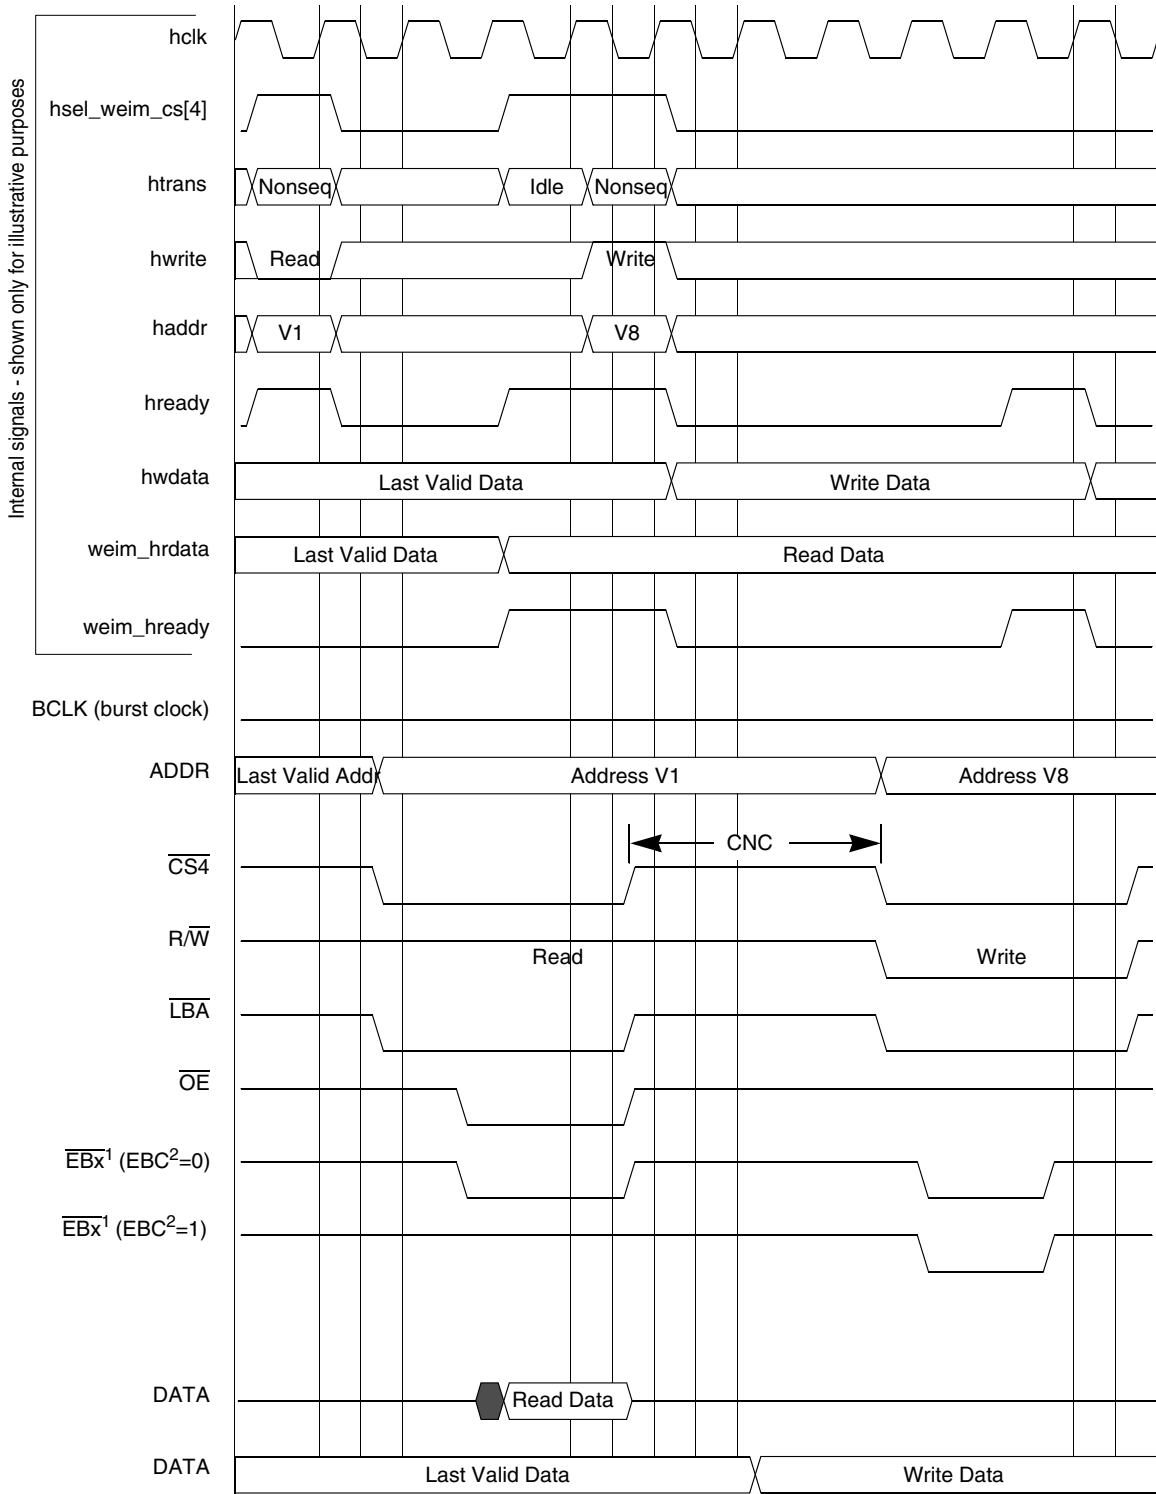 Internal signals - shown only for illustrative purposes
hclk
hsel_weim_cs[4]
htrans Nonseq Idle Nonseq
hwrite Read Write
haddr V1 V8
hready
hwdata Last Valid Data Write Data
weim_hrdata Last Valid Data Read Data
weim_hready
BCLK (burst clock)
ADDR Last Valid Addr Address V1 Address V8
CNC
CS4
R/W Read Write
LBA
OE
EBx¹ (EBC²=0)
EBx¹ (EBC²=1)
DATA Read Data
DATA Last Valid Data Write Data